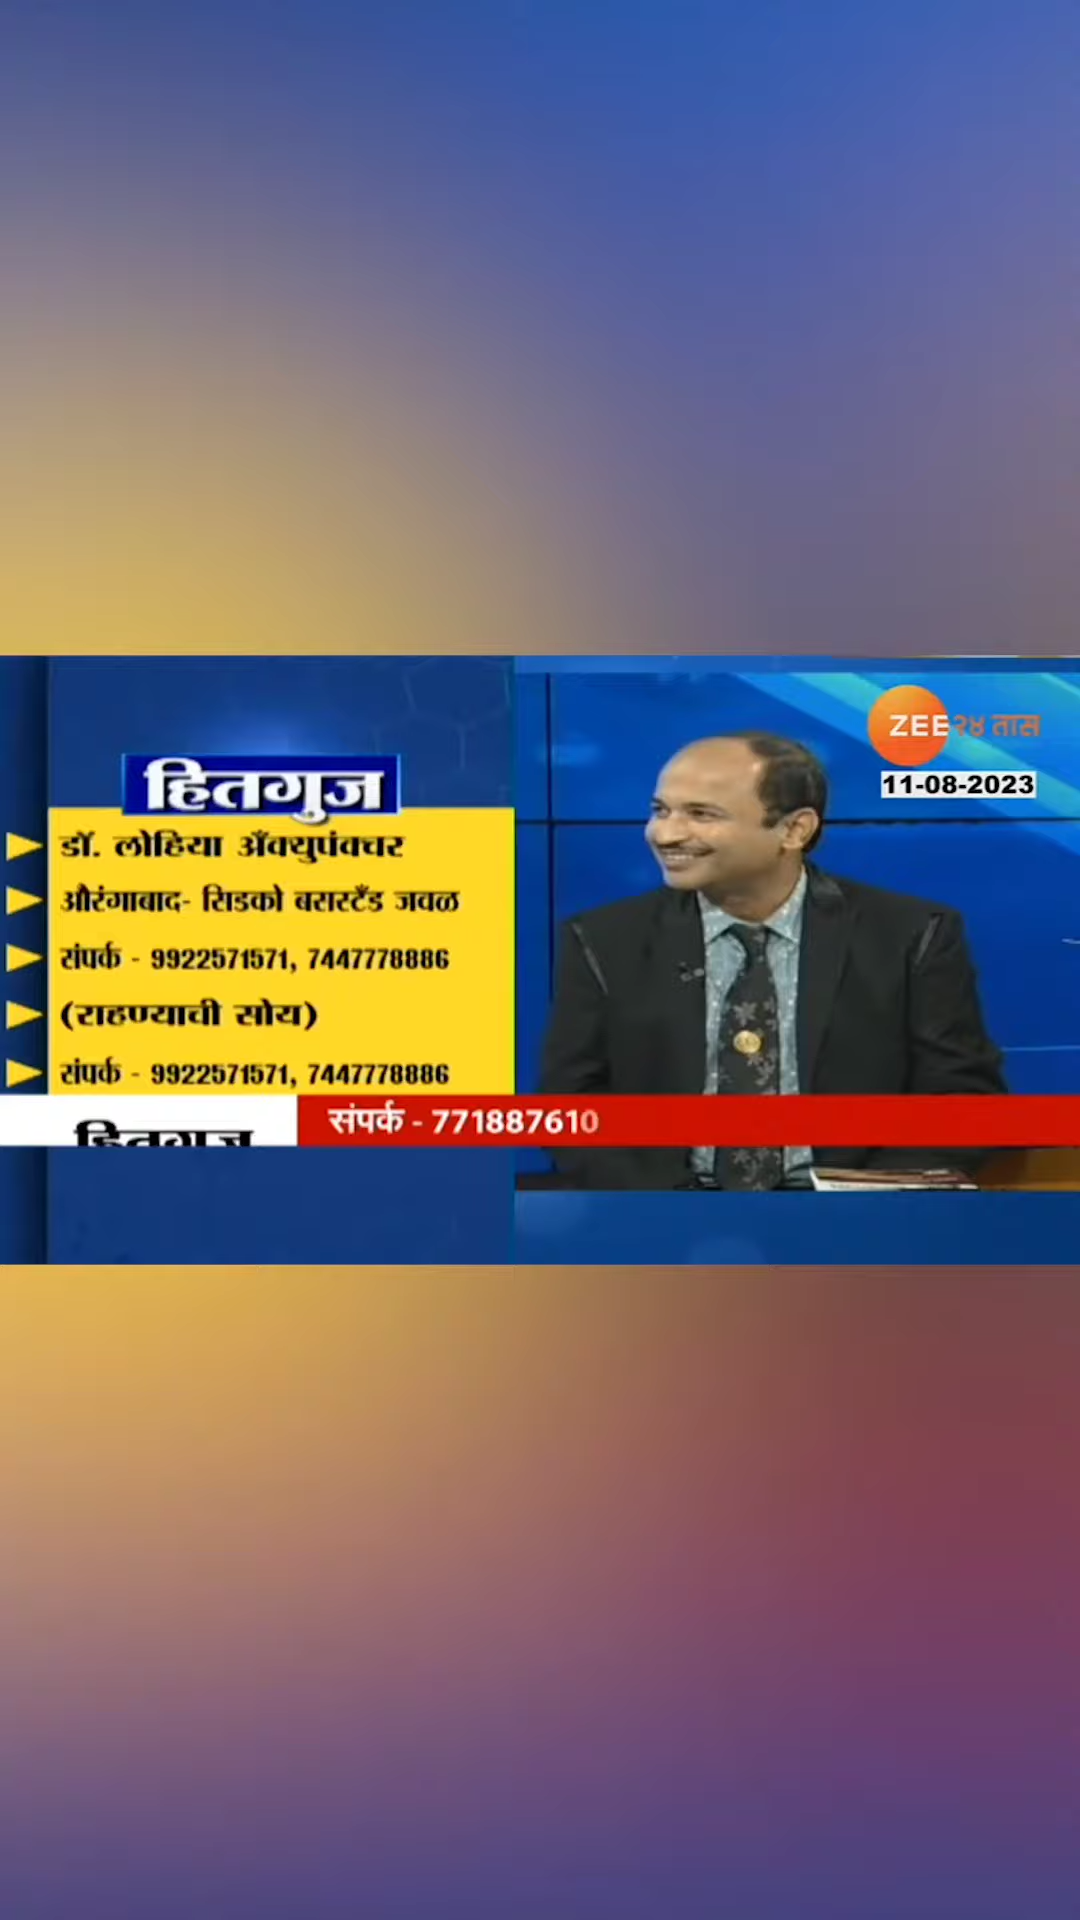 ZEE २४ तास
11-08-2023
हितगुज
डॉ. लोहिया अँक्युपंक्चर
औरंगाबाद- सिडको बसस्टँड जवळ
संपर्क - 9922571571, 7447778886
(राहण्याची सोय)
संपर्क - 9922571571, 7447778886
हितगुज
संपर्क - 771887610